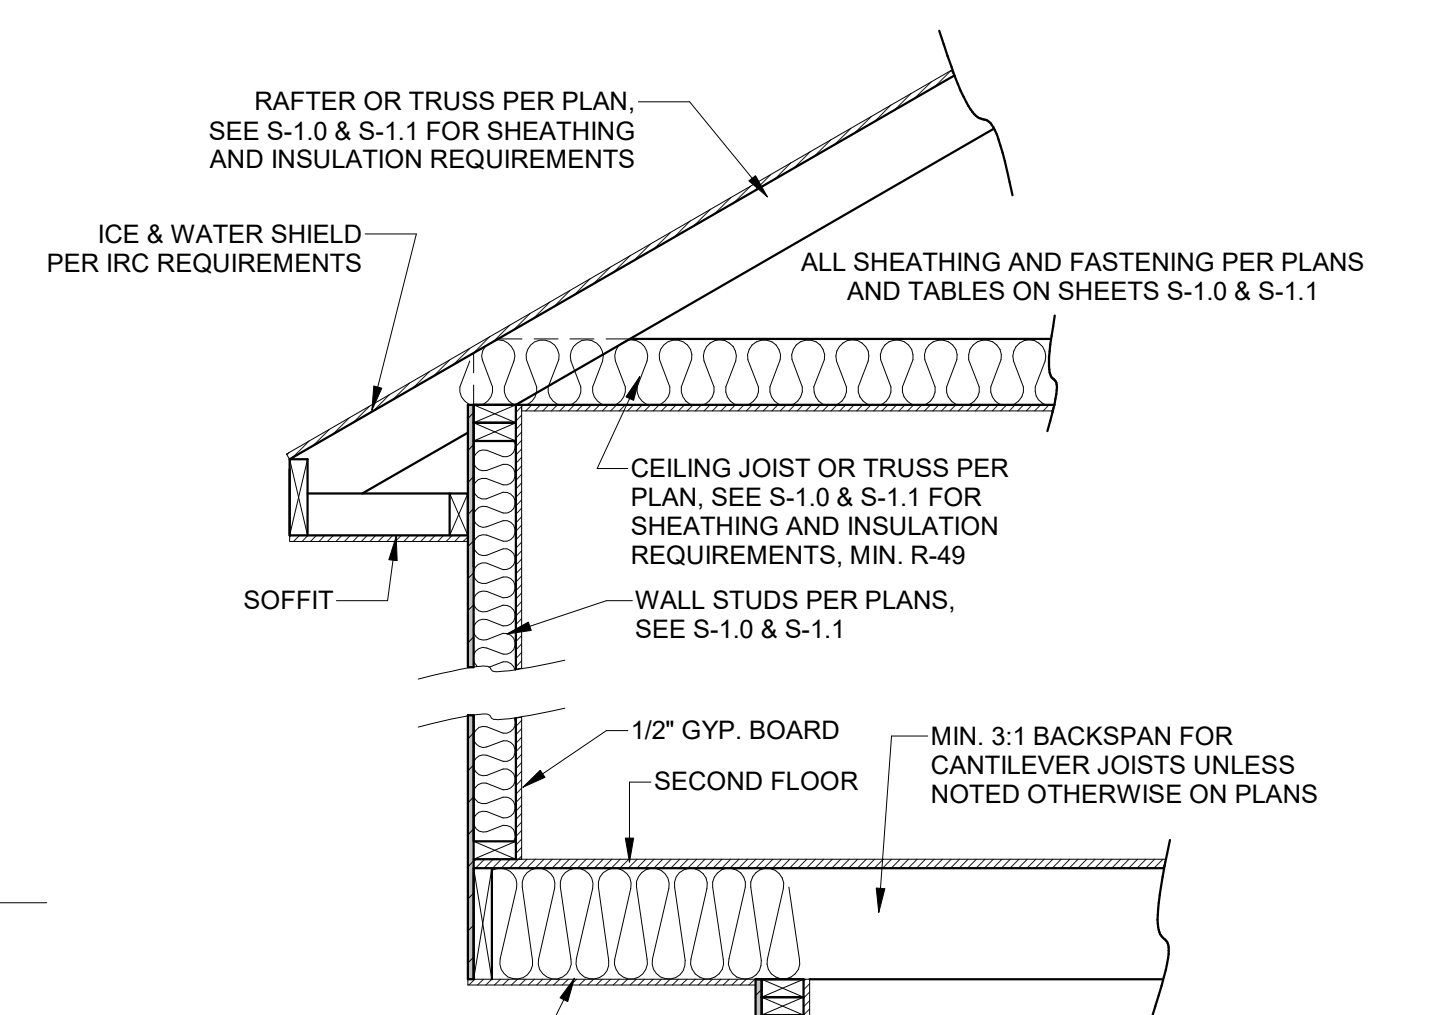 RAFTER OR TRUSS PER PLAN,
SEE S-1.0 & S-1.1 FOR SHEATHING
AND INSULATION REQUIREMENTS
ICE & WATER SHIELD
PER IRC REQUIREMENTS
ALL SHEATHING AND FASTENING PER PLANS
AND TABLES ON SHEETS S-1.0 & S-1.1
CEILING JOIST OR TRUSS PER
PLAN, SEE S-1.0 & S-1.1 FOR
SHEATHING AND INSULATION
REQUIREMENTS, MIN. R-49
SOFFIT
WALL STUDS PER PLANS,
SEE S-1.0 & S-1.1
1/2" GYP. BOARD
SECOND FLOOR
MIN. 3:1 BACKSPAN FOR
CANTILEVER JOISTS UNLESS
NOTED OTHERWISE ON PLANS